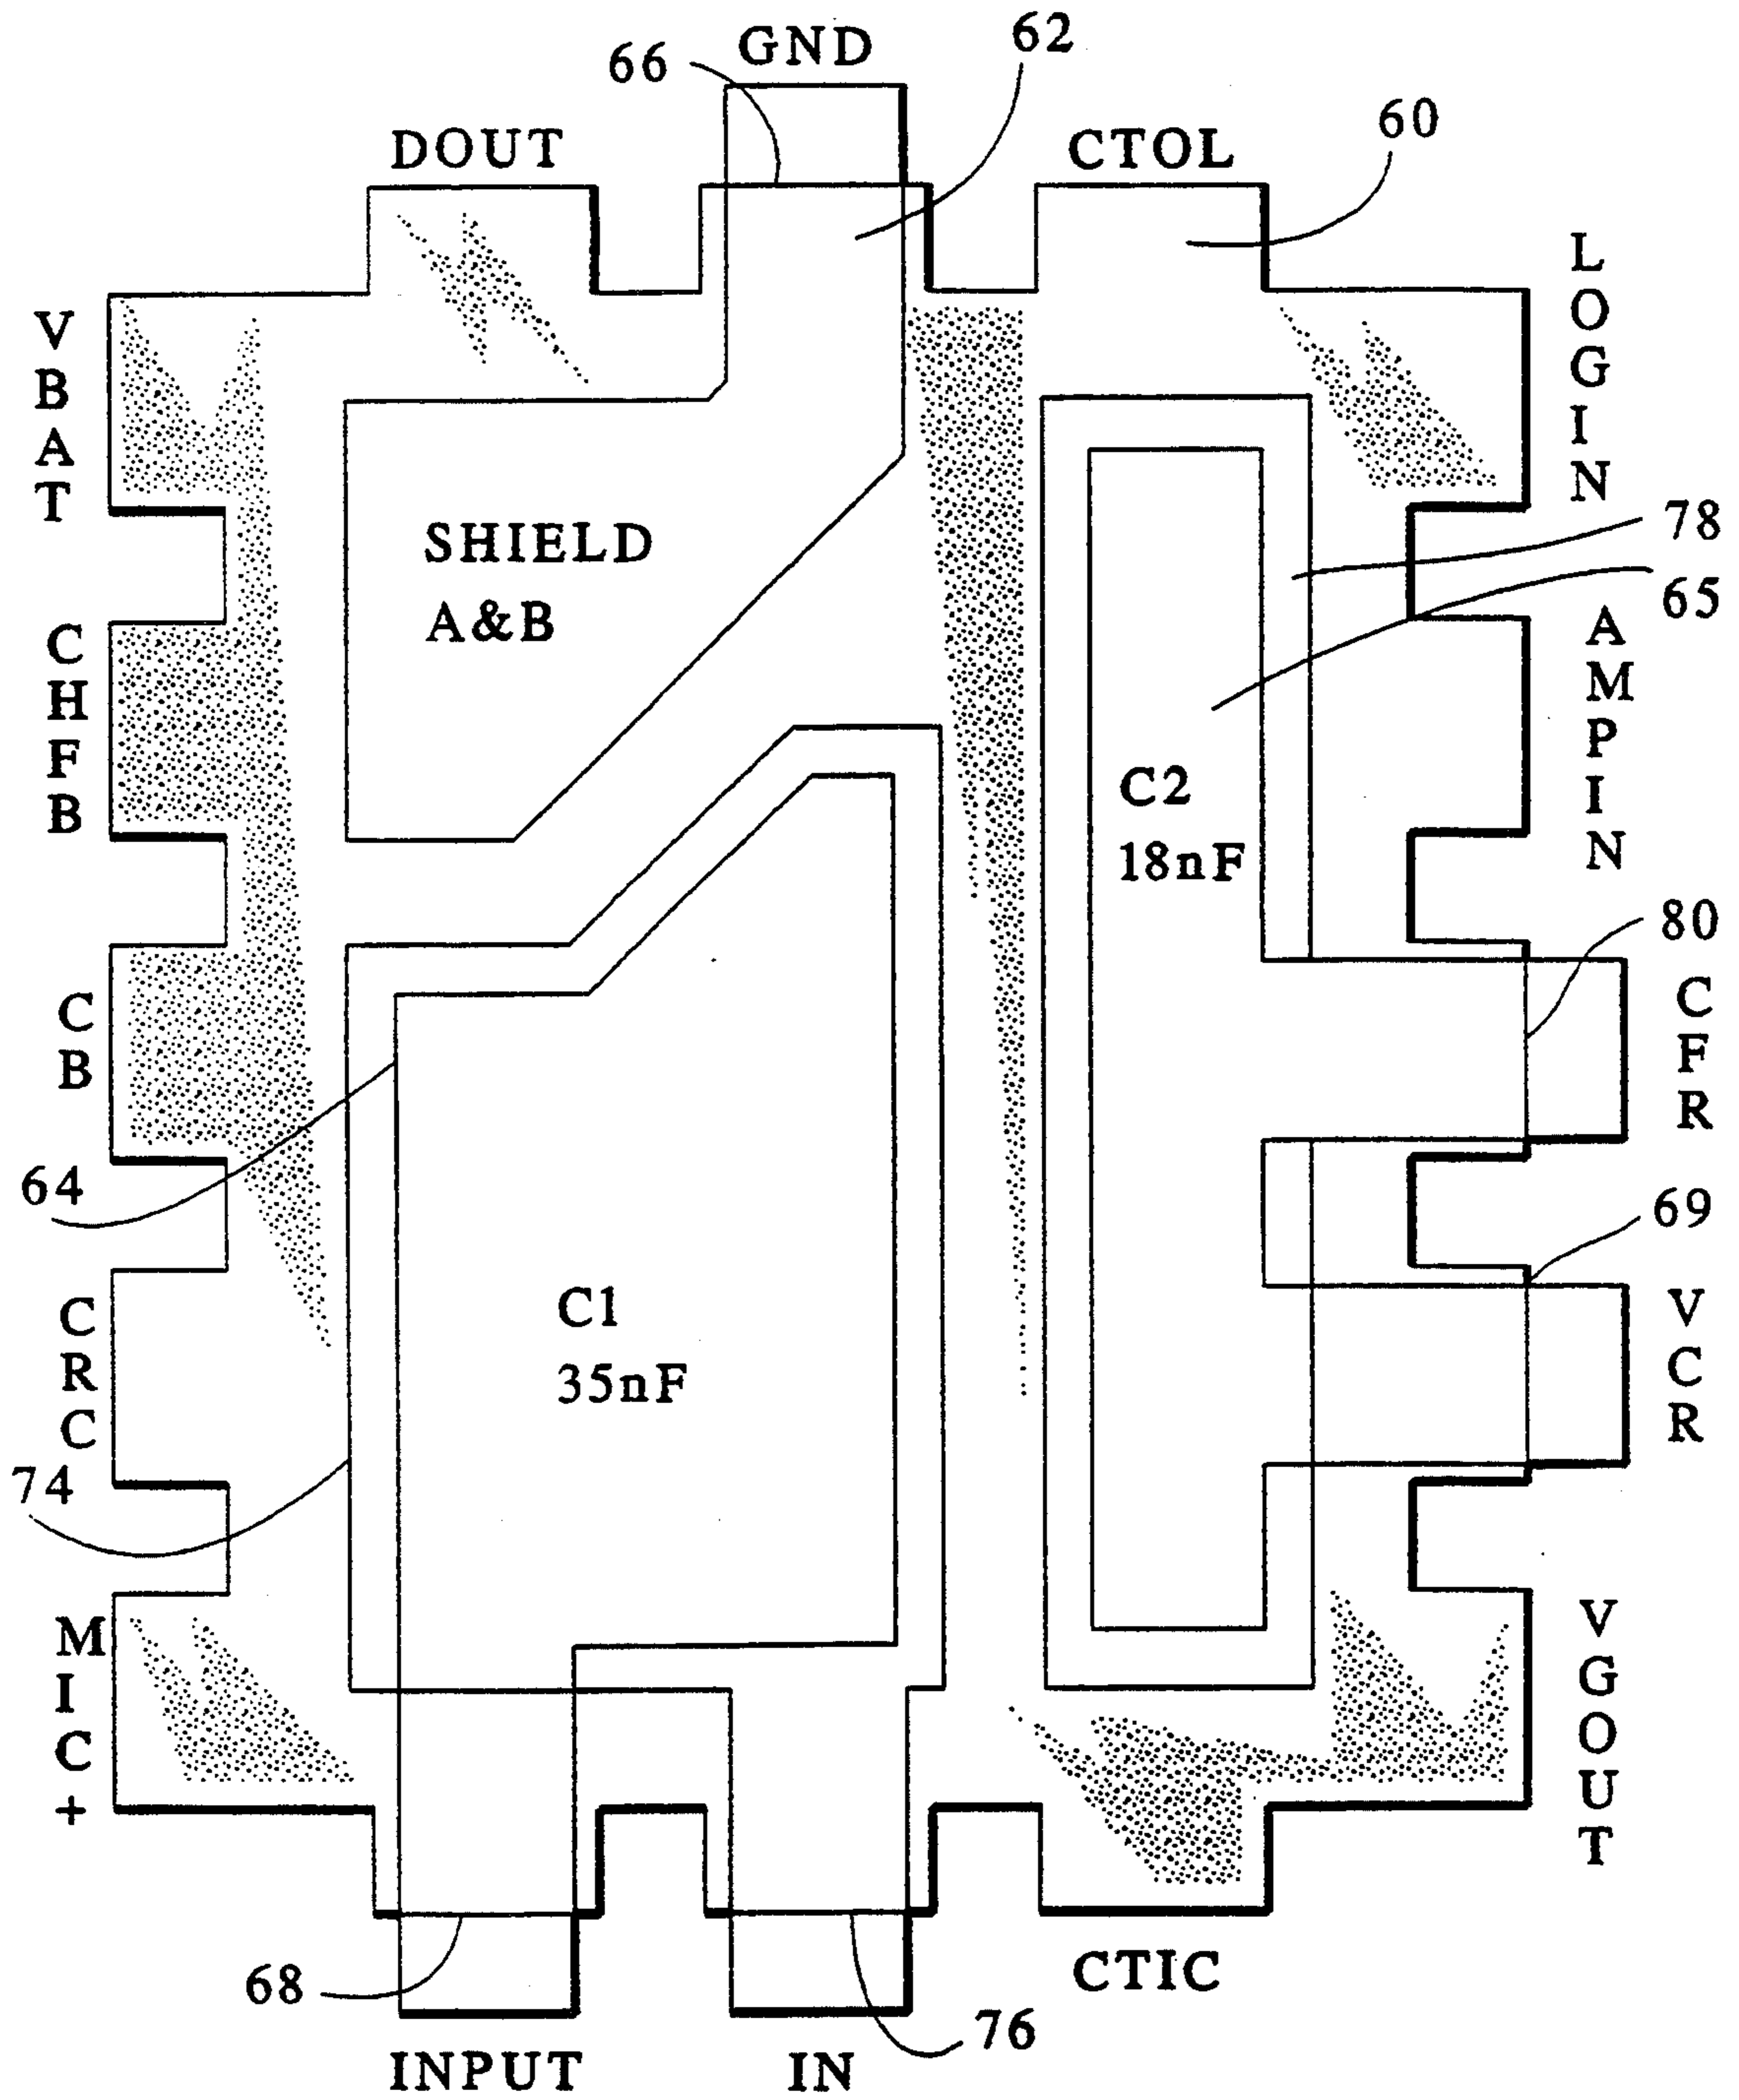 66
GND
62
DOUT
CTOL
60
VBAT
LOGIN
SHIELD
A&B
78
65
CHFB
AMPIN
C2
18nF
80
CB
CFR
64
69
CRC
C1
35nF
VCR
74
MIC+
VGOUT
68
CTIC
76
INPUT
IN